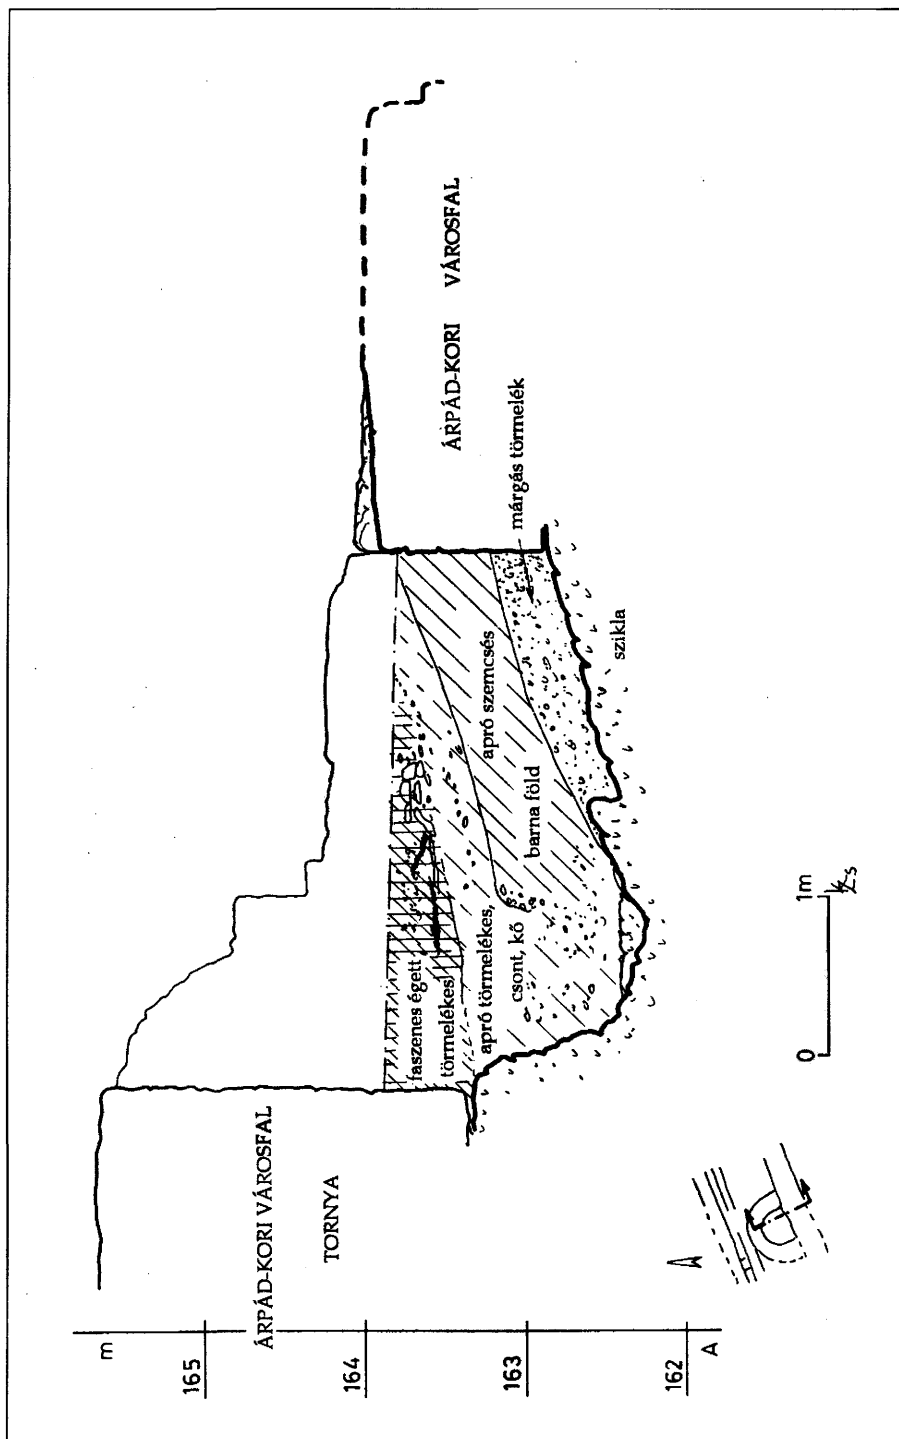 m
165
164
163
162
A
ÁRPÁD-KORI VÁROSFAL
TORNYA
faszenes égett
törmelékes
apró törmelékes,
csont, kő
barna föld
apró szemcsés
márgás törmelék
szikla
ÁRPÁD-KORI VÁROSFAL
0
1m